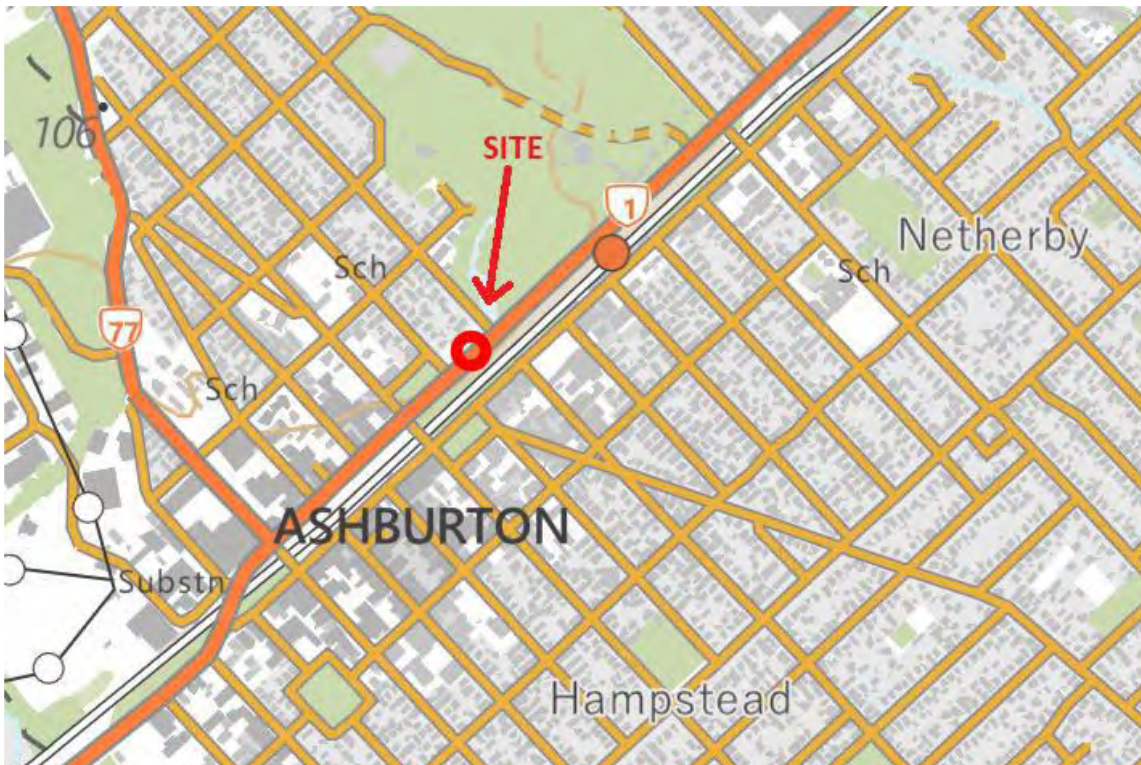 106
SITE
1
Netherby
Sch
Sch
77
Sch
ASHBURTON
Substn
Hampstead